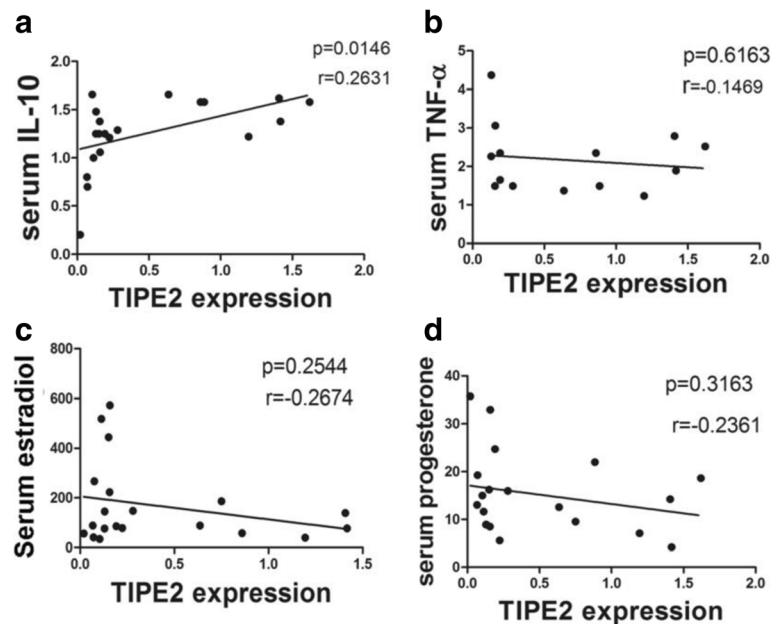 a
p=0.0146
r=0.2631
serum IL-10
2.0
1.5
1.0
0.5
0.0
0.0 0.5 1.0 1.5 2.0
TIPE2 expression
b
p=0.6163
r=-0.1469
serum TNF-α
5
4
3
2
1
0
0.0 0.5 1.0 1.5 2.0
TIPE2 expression
c
p=0.2544
r=-0.2674
Serum estradiol
800
600
400
200
0
0.0 0.5 1.0 1.5
TIPE2 expression
d
p=0.3163
r=-0.2361
serum progesterone
40
30
20
10
0
0.0 0.5 1.0 1.5 2.0
TIPE2 expression